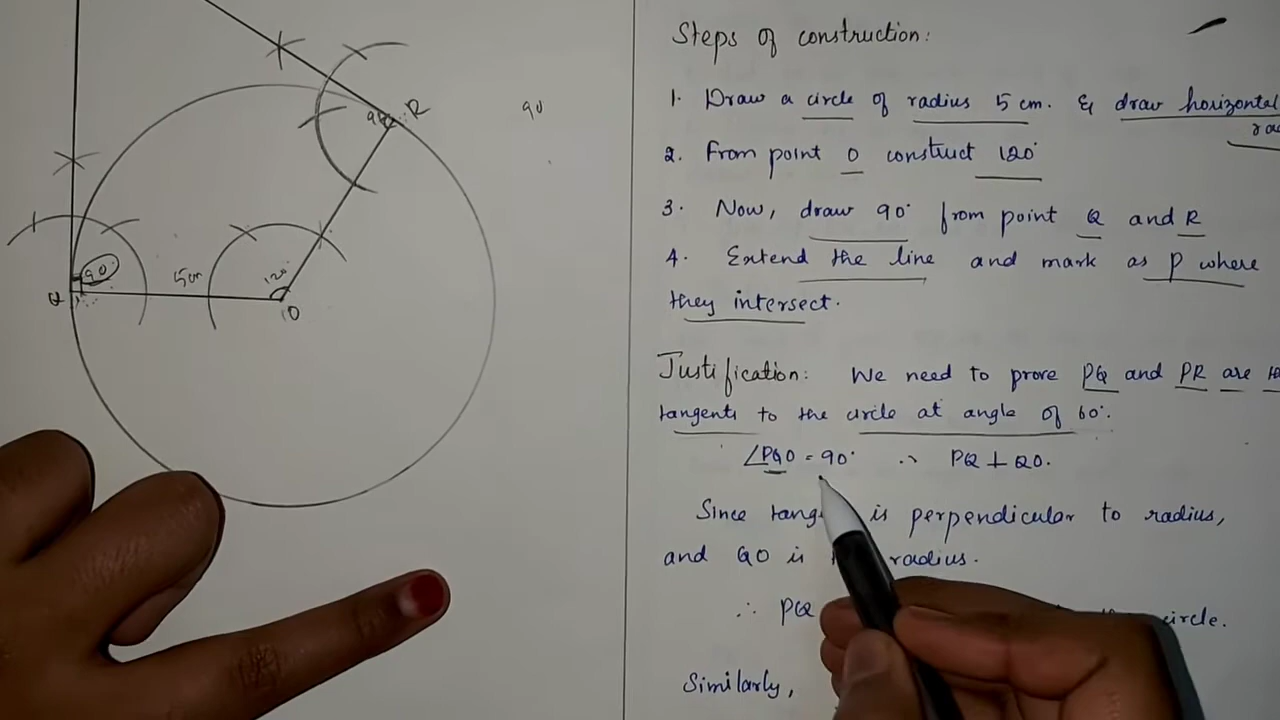 R
90
90
5cm
120
Q
O
Steps of construction:
1. Draw a circle of radius 5 cm. & draw horizontal
2. From point O construct 120°
3. Now, draw 90° from point Q and R
4. Extend the line and mark as P where
they intersect.
Justification: We need to prove PQ and PR are
tangents to the circle at angle of 60°.
∠PQO = 90° ∴ PQ ⊥ QO.
Since is perpendicular to radius,
and QO is radius.
∴ PQ circle.
Similarly,